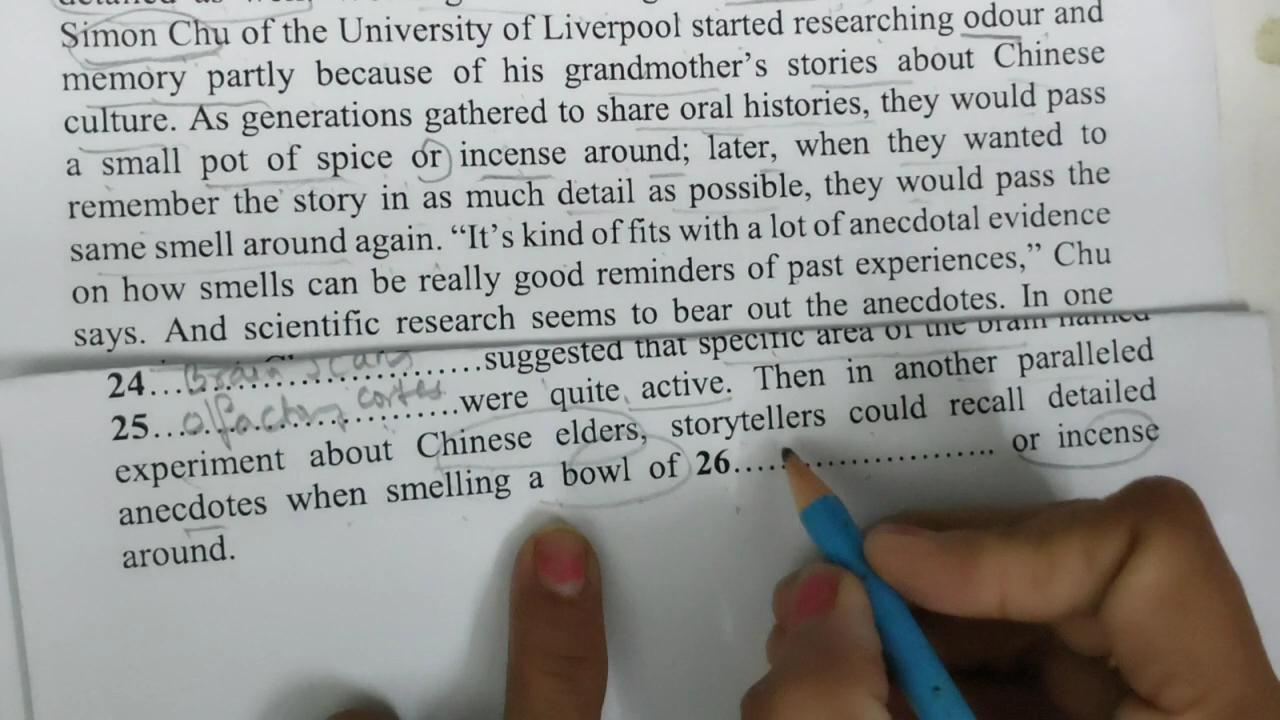 Simon Chu of the University of Liverpool started researching odour and
memory partly because of his grandmother's stories about Chinese
culture. As generations gathered to share oral histories, they would pass
a small pot of spice or incense around; later, when they wanted to
remember the story in as much detail as possible, they would pass the
same smell around again. “It's kind of fits with a lot of anecdotal evidence
on how smells can be really good reminders of past experiences,” Chu
says. And scientific research seems to bear out the anecdotes. In one
24...Brain Scans...suggested that specific area of the brain named
25...olfactory cortex...were quite active. Then in another paralleled
experiment about Chinese elders, storytellers could recall detailed
anecdotes when smelling a bowl of 26........................ or incense
around.